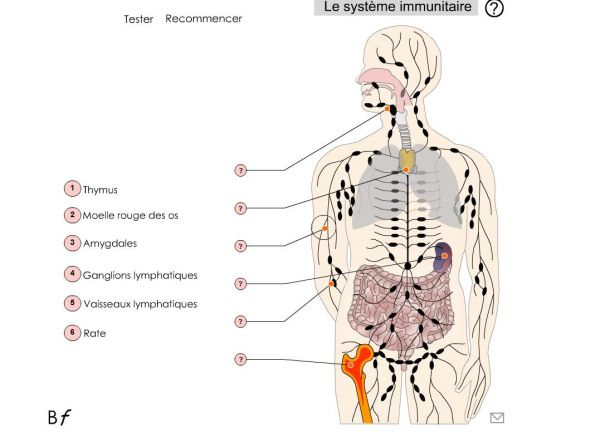 Le système immunitaire ?
Tester Recommencer
?
?
?
?
?
?
1 Thymus
2 Moelle rouge des os
3 Amygdales
4 Ganglions lymphatiques
5 Vaisseaux lymphatiques
6 Rate
Bf